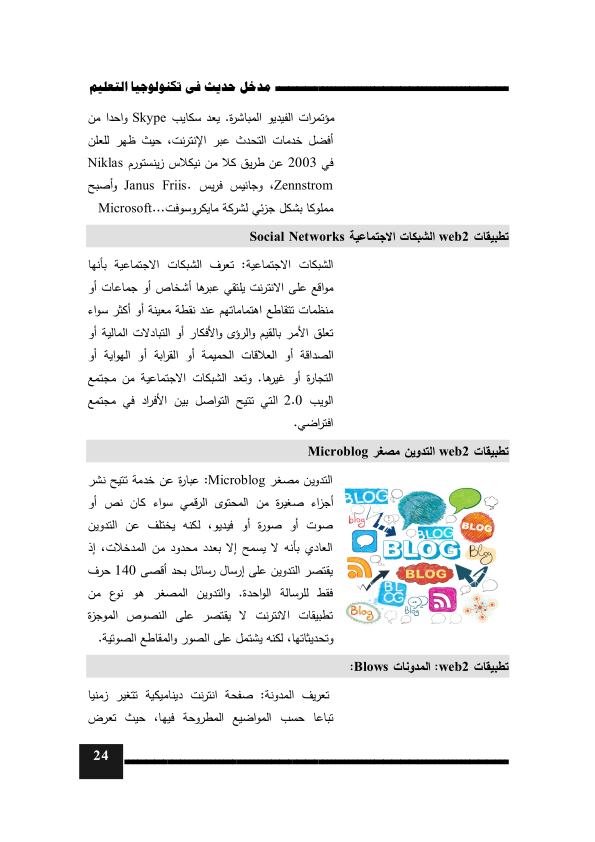 مدخل حديث فى تكنولوجيا التعليم
مؤتمرات الفيديو المباشرة. يعد سكايب Skype واحدا من
أفضل خدمات التحدث عبر الإنترنت، حيث ظهر للعلن
في 2003 عن طريق كلا من نيكلاس زينستورم Niklas
Zennstrom، وجانيس فريس Janus Friis. وأصبح
مملوكا بشكل جزئي لشركة مايكروسوفت...Microsoft
تطبيقات web2 الشبكات الاجتماعية Social Networks
الشبكات الاجتماعية: تعرف الشبكات الاجتماعية بأنها
مواقع على الانترنت يلتقي عبرها أشخاص أو جماعات أو
منظمات تتقاطع اهتماماتهم عند نقطة معينة أو أكثر سواء
تعلق الأمر بالقيم والرؤى والأفكار أو التبادلات المالية أو
الصداقة أو العلاقات الحميمة أو القرابة أو الهواية أو
التجارة أو غيرها. وتعد الشبكات الاجتماعية من مجتمع
الويب 2.0 التي تتيح التواصل بين الأفراد في مجتمع
افتراضي.
تطبيقات web2 التدوين مصغر Microblog
التدوين مصغر Microblog: عبارة عن خدمة تتيح نشر
أجزاء صغيرة من المحتوى الرقمي سواء كان نص أو
صوت أو صورة أو فيديو، لكنه يختلف عن التدوين
العادي بأنه لا يسمح إلا بعدد محدود من المدخلات، إذ
يقتصر التدوين على إرسال رسائل بحد أقصى 140 حرف
فقط للرسالة الواحدة. والتدوين المصغر هو نوع من
تطبيقات الانترنت لا يقتصر على النصوص الموجزة
وتحديثاتها، لكنه يشتمل على الصور والمقاطع الصوتية.
BLOG
blog
BLOG
BLOG
BLOG
Blog
BLOG
BLOG
Blog
Blog
تطبيقات web2: المدونات Blows:
تعريف المدونة: صفحة انترنت ديناميكية تتغير زمنيا
تباعا حسب المواضيع المطروحة فيها، حيث تعرض
24